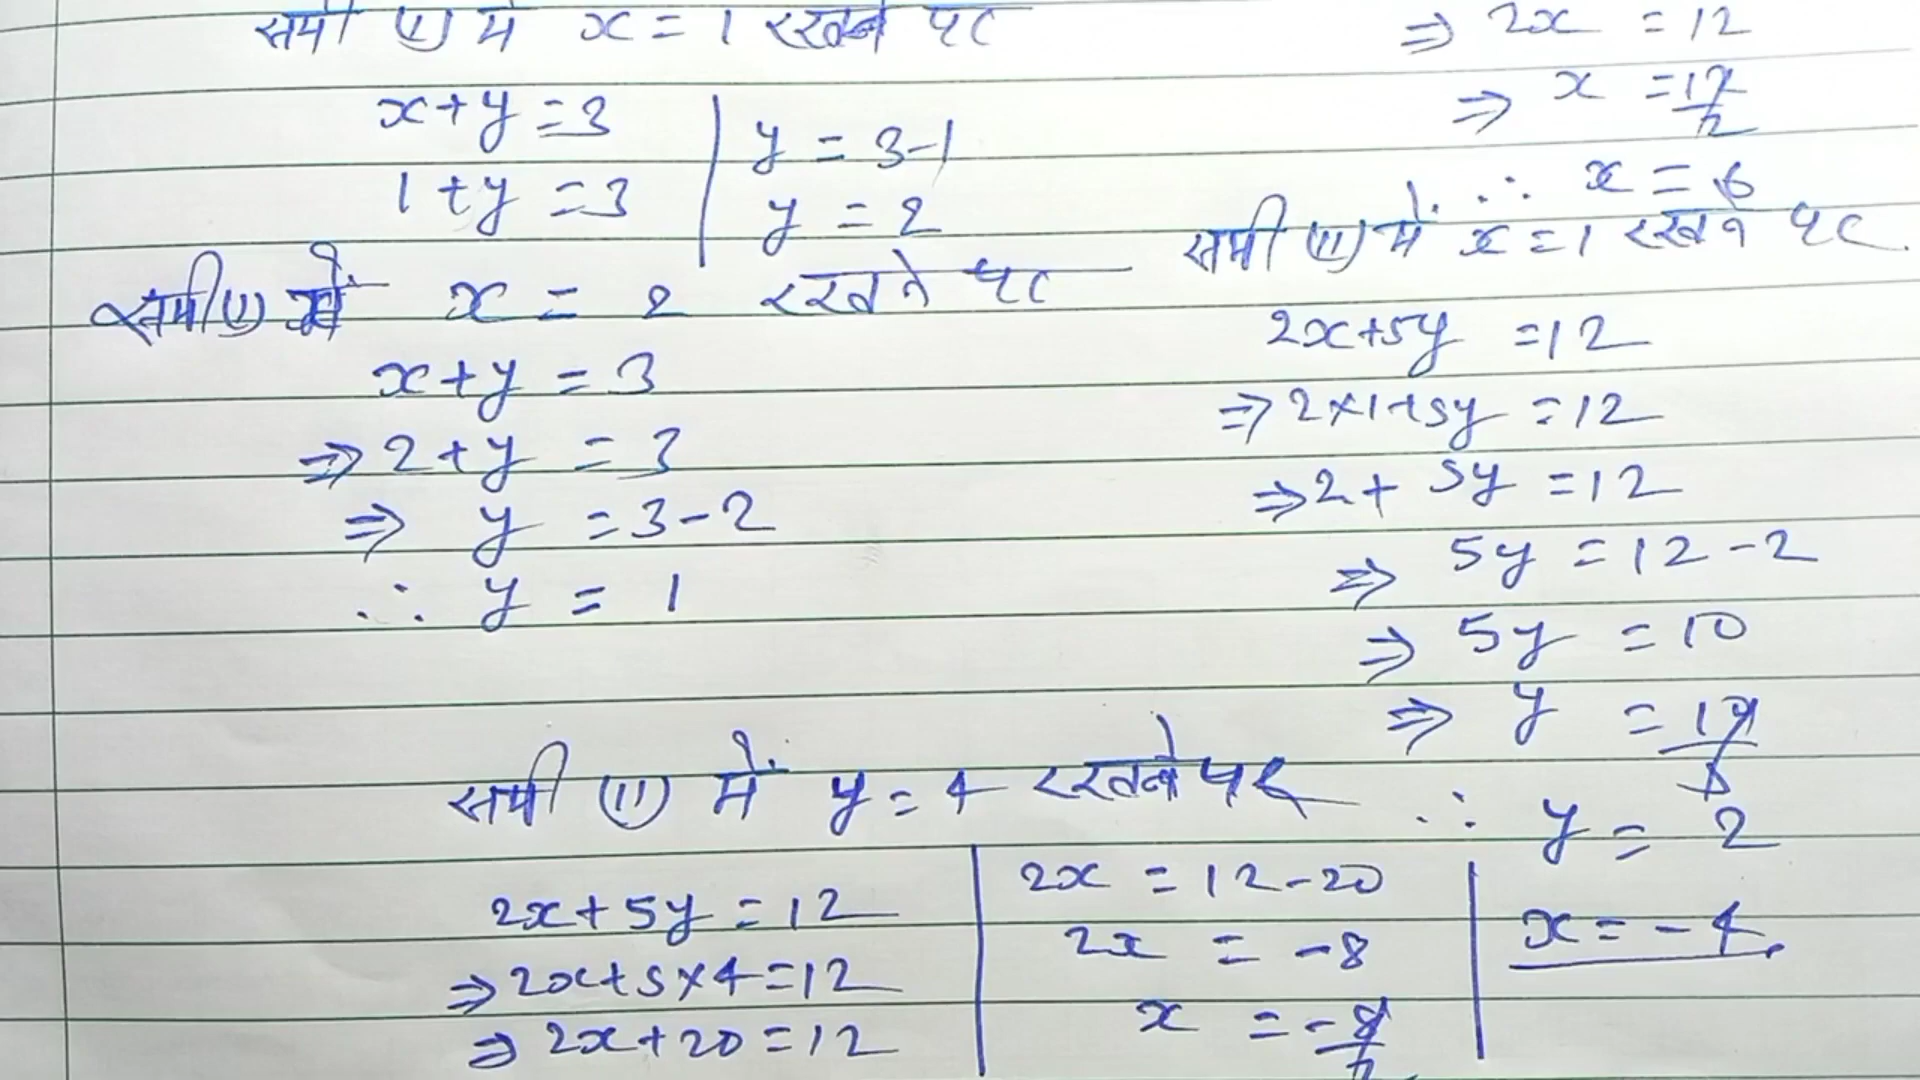 समी (i) में x = 1 रखने पर
x+y = 3
1+y = 3
y = 3-1
y = 2
समी (i) में x = 2 रखने पर
x+y = 3
⇒ 2+y = 3
⇒ y = 3-2
∴ y = 1
⇒ 2x = 12
⇒ x = 12/2
∴ x = 6
समी (ii) में x = 1 रखने पर
2x+5y = 12
⇒ 2×1+5y = 12
⇒ 2+5y = 12
⇒ 5y = 12-2
⇒ 5y = 10
⇒ y = 10/5
∴ y = 2
समी (ii) में y = 4 रखने पर
2x+5y = 12
⇒ 2x+5×4 = 12
⇒ 2x+20 = 12
2x = 12-20
2x = -8
x = -8/2
x = -4